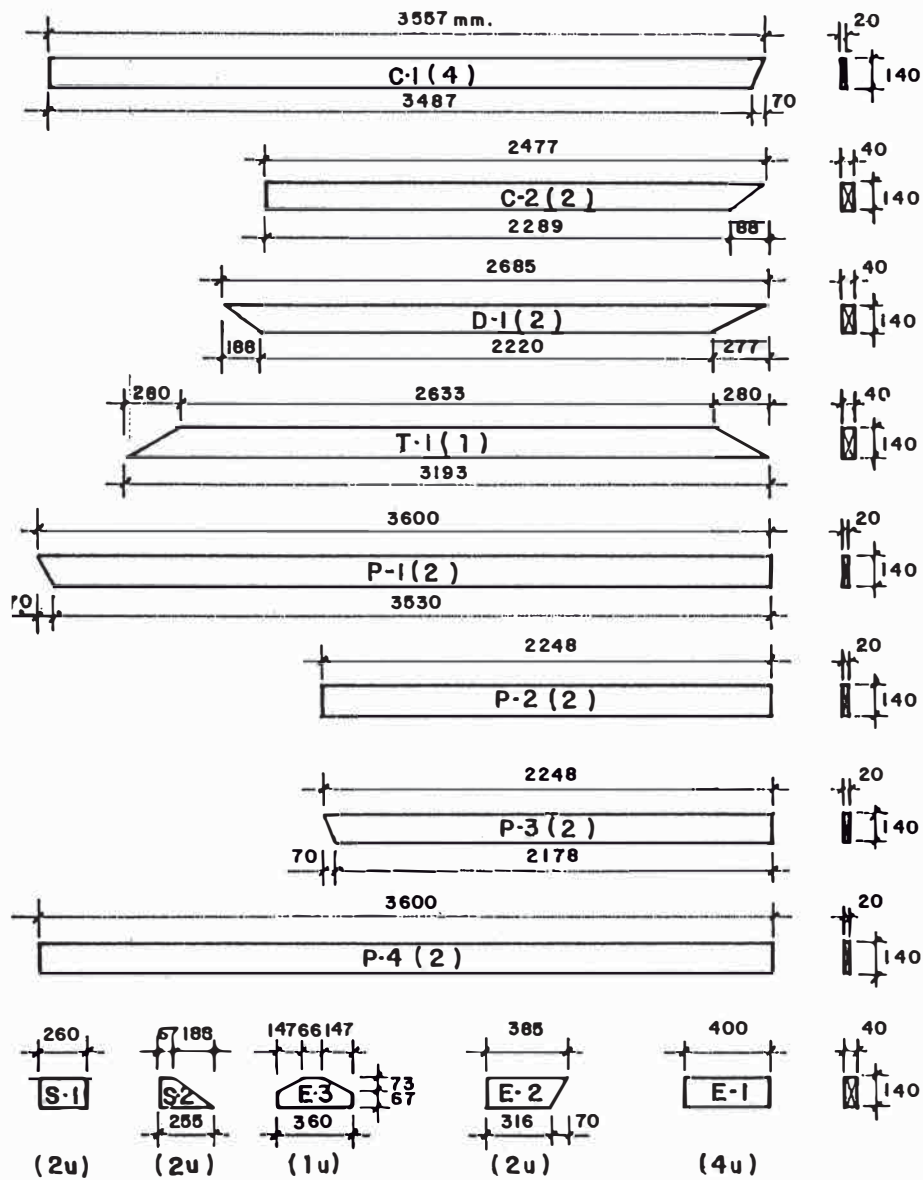 3557 mm. 20
C-1(4) 140
3487 70
2477 40
C-2(2) 140
2289 88
2685 40
D-1(2) 140
188 2220 277
280 2633 280 40
T-1(1) 140
3193
3600 20
P-1(2) 140
70 3530
2248 20
P-2(2) 140
2248 20
P-3(2) 140
70 2178
3600 20
P-4(2) 140
260 67 188 147 66 147 385 400 40
S-1 S-2 E-3 73 67 E-2 E-1 140
255 360 316 70
(2u) (2u) (1u) (2u) (4u)